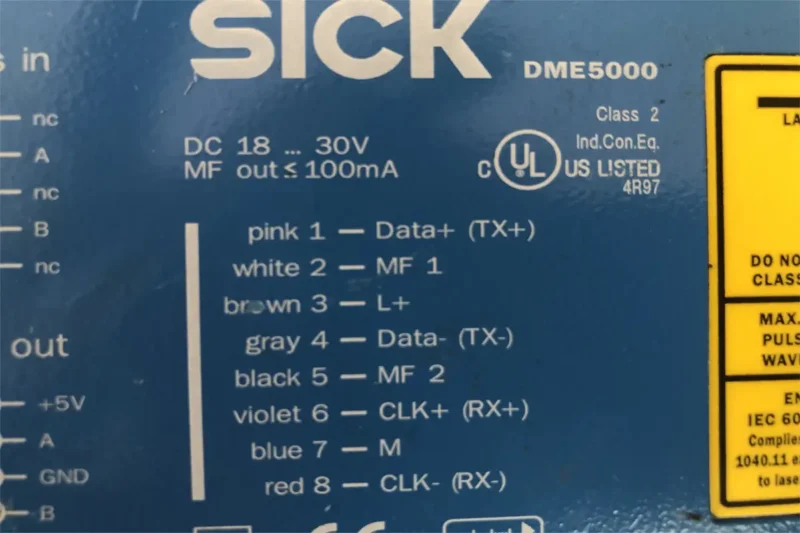 SICK
DME5000
Class 2
Ind.Con.Eq.
C UL US LISTED
4R97
DC 18 ... 30V
MF out ≤ 100mA
pink 1 — Data+ (TX+)
white 2 — MF 1
brown 3 — L+
gray 4 — Data- (TX-)
black 5 — MF 2
violet 6 — CLK+ (RX+)
blue 7 — M
red 8 — CLK- (RX-)
s in
nc
A
nc
B
nc
out
+5V
A
GND
B
LA
DO NO
CLASS
MAX.
PULS
WAVE
EN
IEC 60
Complies
1040.11 e
to lase